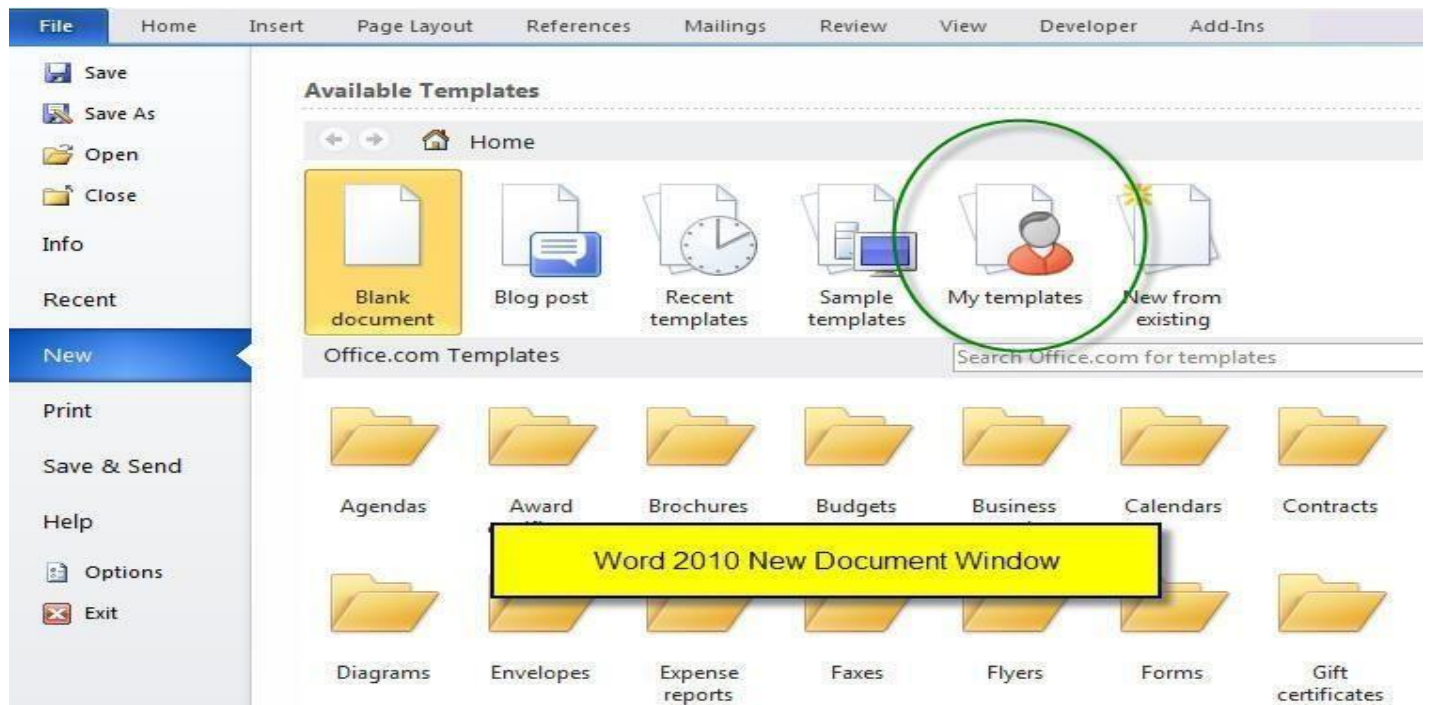 File Home Insert Page Layout References Mailings Review View Developer Add-Ins
Save
Save As
Open
Close
Info
Recent
New
Print
Save & Send
Help
Options
Exit
Available Templates
Home
Blank document
Blog post
Recent templates
Sample templates
My templates
New from existing
Office.com Templates
Search Office.com for templates
Agendas
Award
Brochures
Budgets
Business
Calendars
Contracts
Word 2010 New Document Window
Diagrams
Envelopes
Expense reports
Faxes
Flyers
Forms
Gift certificates